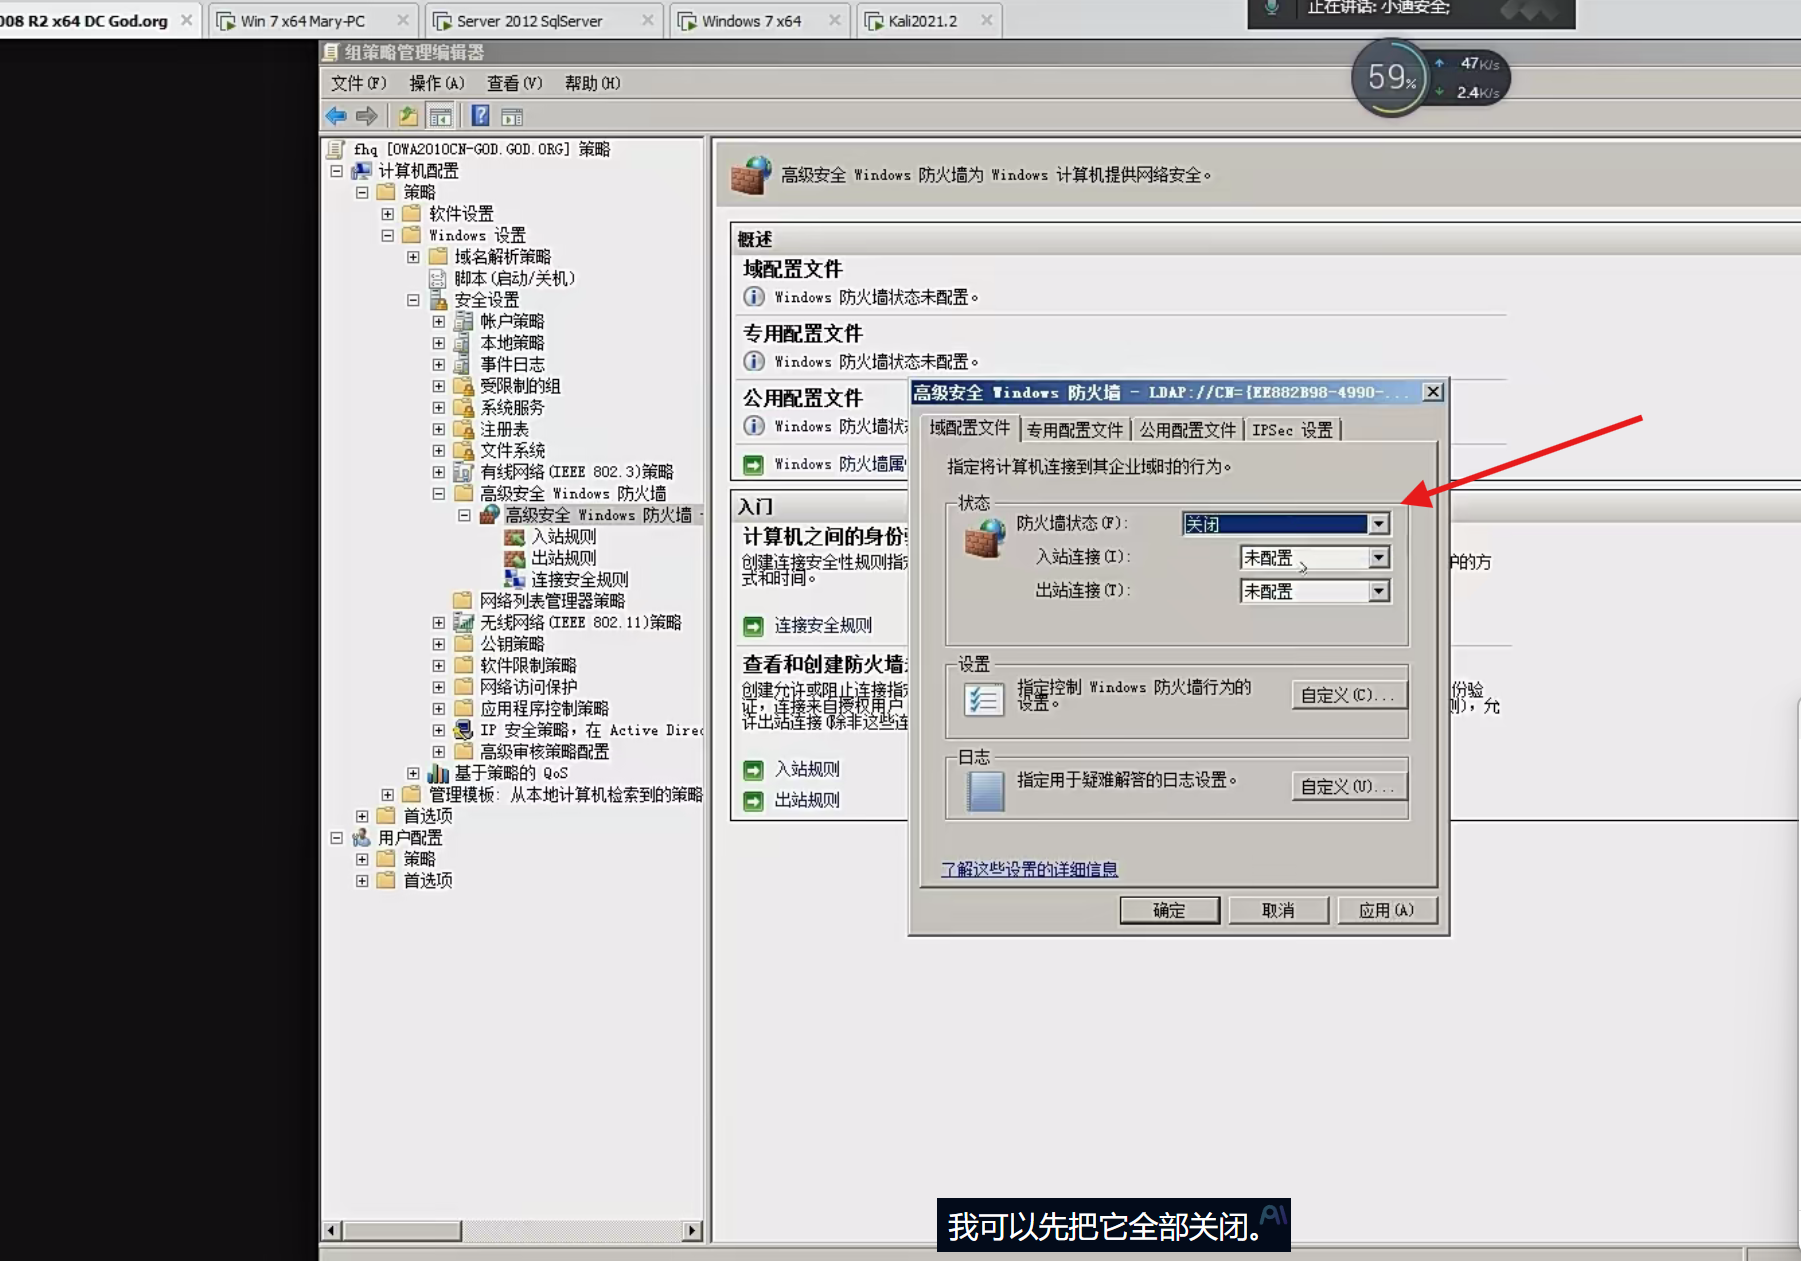 008 R2 x64 DC God.org
Win 7 x64 Mary-PC
Server 2012 SqlServer
Windows 7 x64
Kali2021.2
正在讲话: 小迪安全;
59%
47K/s
2.4K/s
组策略管理编辑器
文件(F) 操作(A) 查看(V) 帮助(H)
fhq [OWA2010CN-GOD.GOD.ORG] 策略
计算机配置
策略
软件设置
Windows 设置
域名解析策略
脚本(启动/关机)
安全设置
帐户策略
本地策略
事件日志
受限制的组
系统服务
注册表
文件系统
有线网络(IEEE 802.3)策略
高级安全 Windows 防火墙
高级安全 Windows 防火墙 -
入站规则
出站规则
连接安全规则
网络列表管理器策略
无线网络(IEEE 802.11)策略
公钥策略
软件限制策略
网络访问保护
应用程序控制策略
IP 安全策略，在 Active Direc
高级审核策略配置
基于策略的 QoS
管理模板: 从本地计算机检索到的策略
首选项
用户配置
策略
首选项
高级安全 Windows 防火墙为 Windows 计算机提供网络安全。
概述
域配置文件
Windows 防火墙状态未配置。
专用配置文件
Windows 防火墙状态未配置。
公用配置文件
Windows 防火墙状
Windows 防火墙属
入门
计算机之间的身份
创建连接安全性规则指
护的方
式和时间。
连接安全规则
查看和创建防火墙
创建允许或阻止连接指
份验
证，连接来自授权用户
则)，允
许出站连接(除非这些连
入站规则
出站规则
高级安全 Windows 防火墙 - LDAP://CN={EE882B98-4990-...
域配置文件 专用配置文件 公用配置文件 IPSec 设置
指定将计算机连接到其企业域时的行为。
状态
防火墙状态(F): 关闭
入站连接(I): 未配置
出站连接(T): 未配置
设置
指定控制 Windows 防火墙行为的
设置。
自定义(C)...
日志
指定用于疑难解答的日志设置。
自定义(U)...
了解这些设置的详细信息
确定 取消 应用(A)
我可以先把它全部关闭。
AI